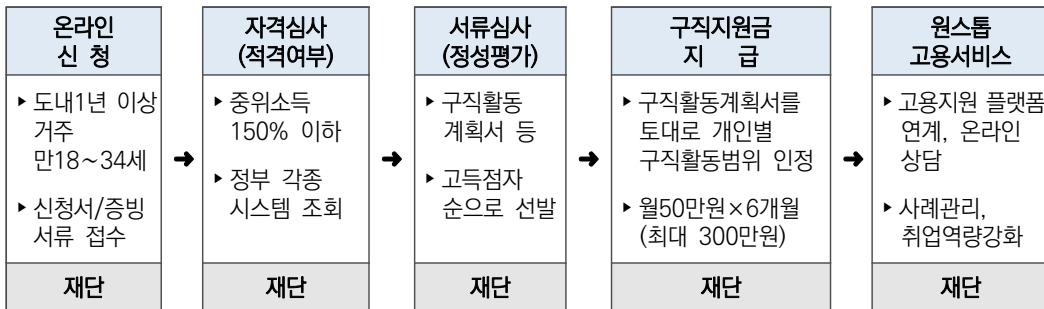 온라인
신 청
▸ 도내1년 이상
거주
만18～34세
▸ 신청서/증빙
서류 접수
재단
➜
자격심사
(적격여부)
▸ 중위소득
150% 이하
▸ 정부 각종
시스템 조회
재단
➜
서류심사
(정성평가)
▸ 구직활동
계획서 등
▸ 고득점자
순으로 선발
재단
➜
구직지원금
지 급
▸ 구직활동계획서를
토대로 개인별
구직활동범위 인정
▸ 월50만원×6개월
(최대 300만원)
재단
➜
원스톱
고용서비스
▸ 고용지원 플랫폼
연계, 온라인
상담
▸ 사례관리,
취업역량강화
재단